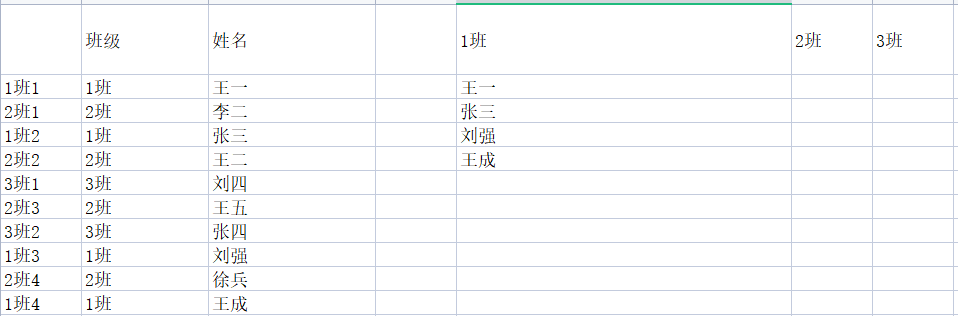 班级 姓名 1班 2班 3班
1班1 1班 王一 王一
2班1 2班 李二 张三
1班2 1班 张三 刘强
2班2 2班 王二 王成
3班1 3班 刘四
2班3 2班 王五
3班2 3班 张四
1班3 1班 刘强
2班4 2班 徐兵
1班4 1班 王成